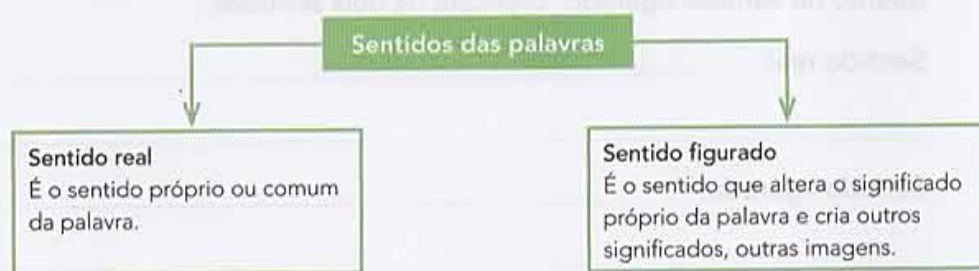 Sentidos das palavras
Sentido real
É o sentido próprio ou comum
da palavra.
Sentido figurado
É o sentido que altera o significado
próprio da palavra e cria outros
significados, outras imagens.